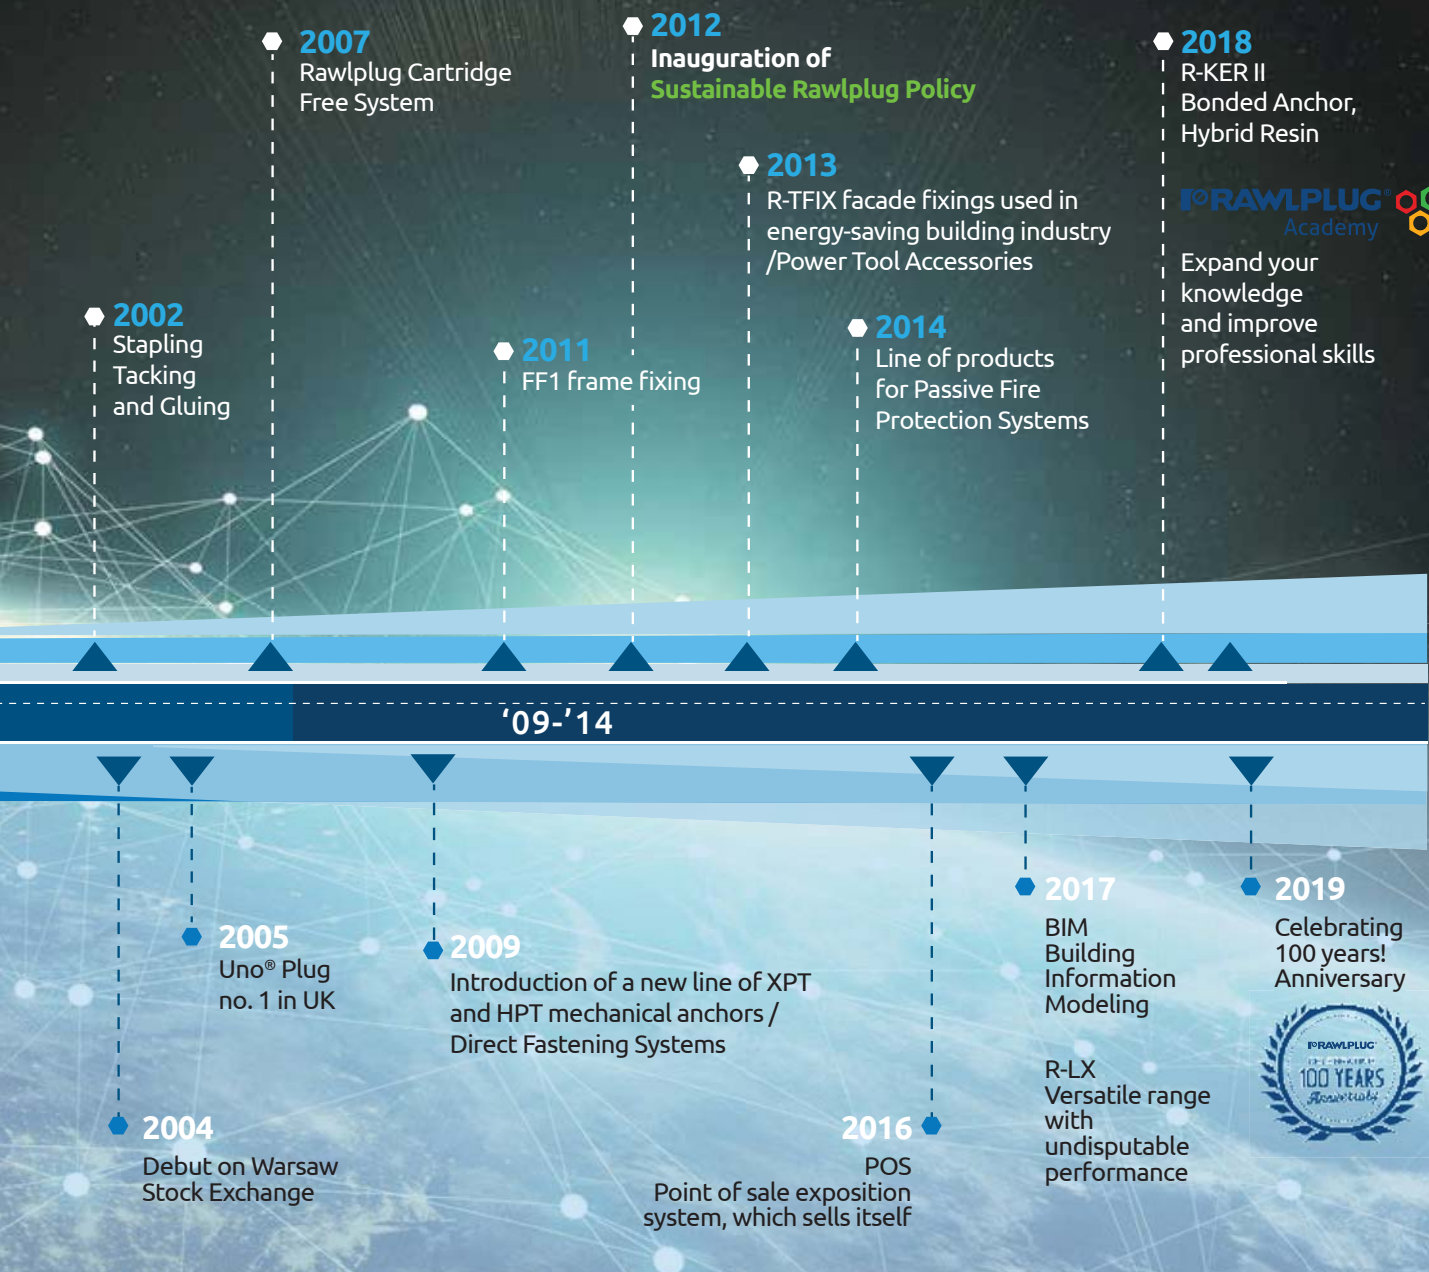 2007
Rawlplug Cartridge
Free System
2012
Inauguration of
Sustainable Rawlplug Policy
2018
R-KER II
Bonded Anchor,
Hybrid Resin
RAWLPLUG®
Academy
Expand your
knowledge
and improve
professional skills
2013
R-TFIX facade fixings used in
energy-saving building industry
/Power Tool Accessories
2002
Stapling
Tacking
and Gluing
2011
FF1 frame fixing
2014
Line of products
for Passive Fire
Protection Systems
‘09-’14
2005
Uno® Plug
no. 1 in UK
2009
Introduction of a new line of XPT
and HPT mechanical anchors /
Direct Fastening Systems
2017
BIM
Building
Information
Modeling
R-LX
Versatile range
with
undisputable
performance
2019
Celebrating
100 years!
Anniversary
RAWLPLUG
100 YEARS
Anniversary
2004
Debut on Warsaw
Stock Exchange
2016
POS
Point of sale exposition
system, which sells itself